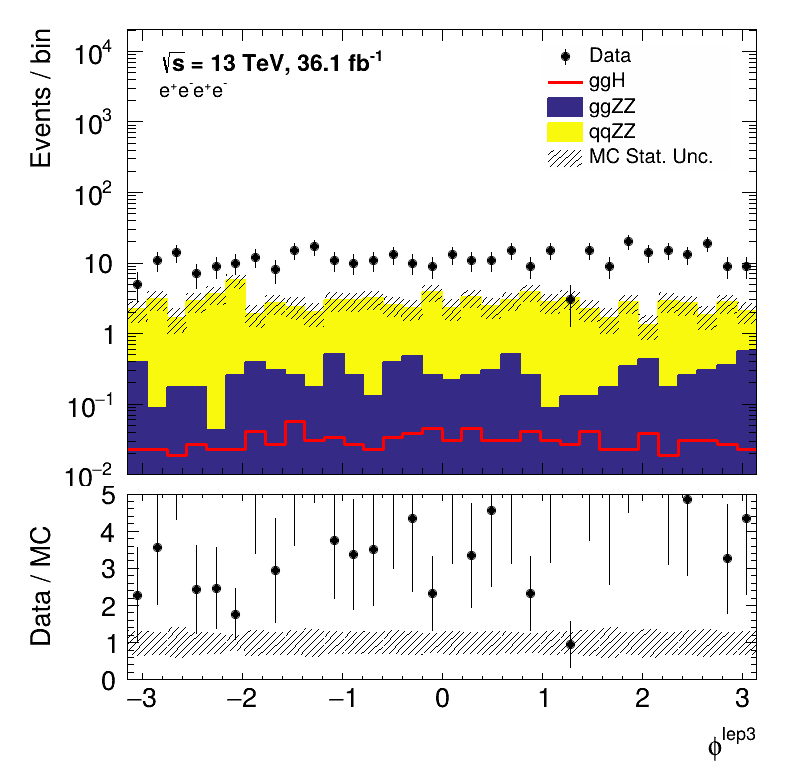 Events / bin
10⁴
10³
10²
10
1
10⁻¹
10⁻²
√s = 13 TeV, 36.1 fb⁻¹
e⁺e⁻e⁺e⁻
Data
ggH
ggZZ
qqZZ
MC Stat. Unc.
Data / MC
5
4
3
2
1
0
−3 −2 −1 0 1 2 3
ϕˡᵉᵖ³